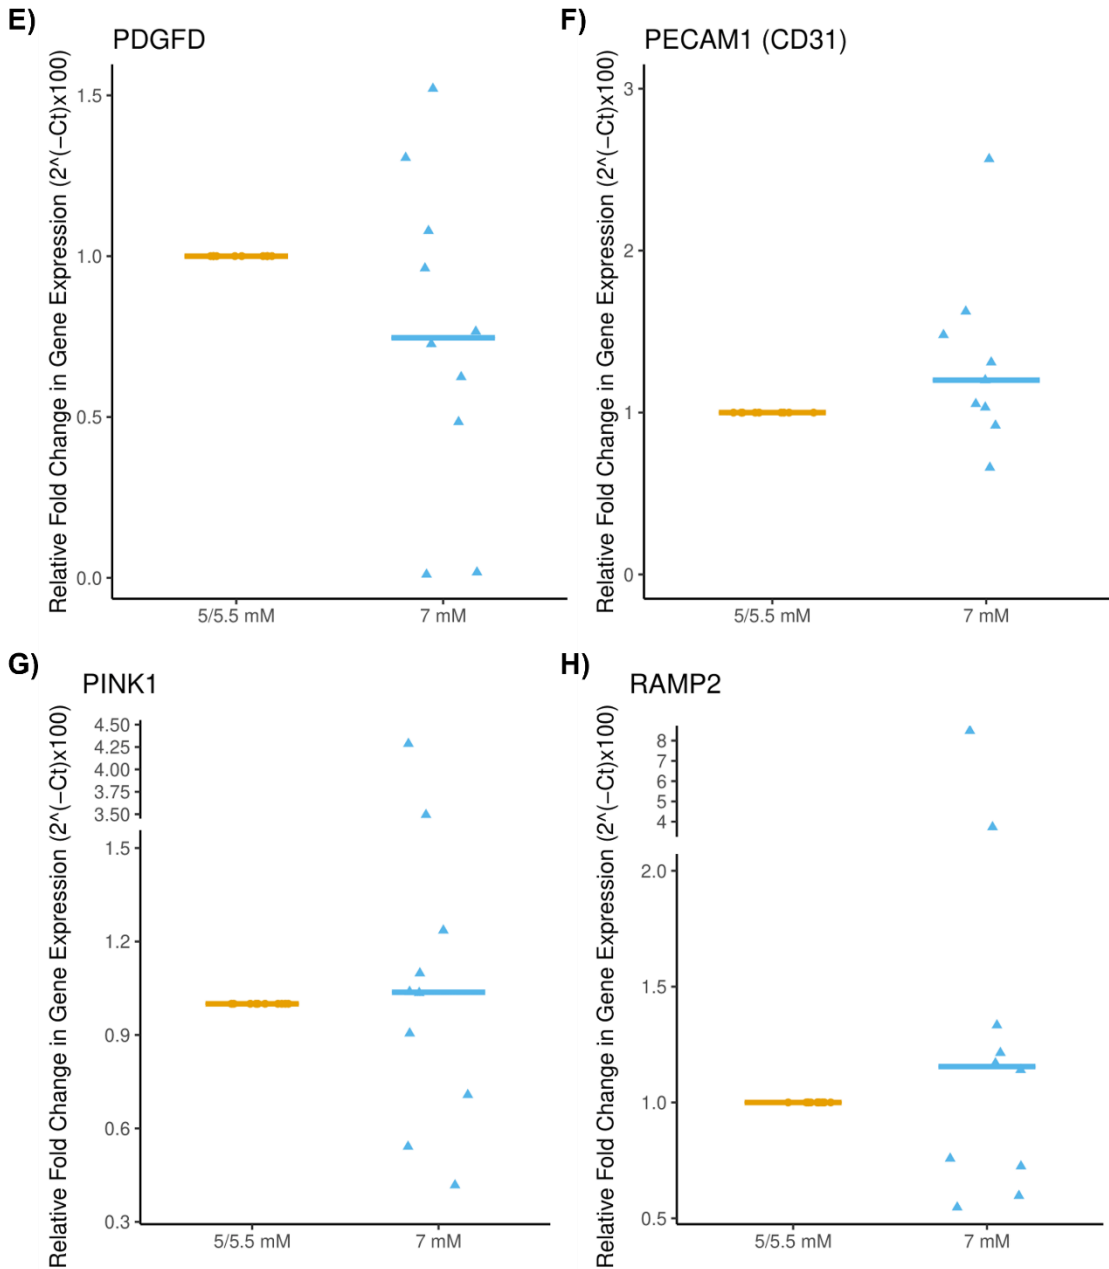 E)
PDGFD
Relative Fold Change in Gene Expression (2^(−Ct)x100)
1.5
1.0
0.5
0.0
5/5.5 mM
7 mM
F)
PECAM1 (CD31)
Relative Fold Change in Gene Expression (2^(−Ct)x100)
3
2
1
0
5/5.5 mM
7 mM
G)
PINK1
Relative Fold Change in Gene Expression (2^(−Ct)x100)
4.50
4.25
4.00
3.75
3.50
1.5
1.2
0.9
0.6
0.3
5/5.5 mM
7 mM
H)
RAMP2
Relative Fold Change in Gene Expression (2^(−Ct)x100)
8
7
6
5
4
2.0
1.5
1.0
0.5
5/5.5 mM
7 mM